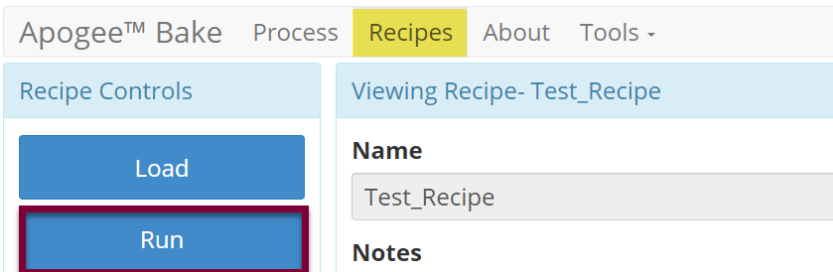 Apogee™ Bake Process Recipes About Tools
Recipe Controls
Viewing Recipe- Test_Recipe
Load
Run
Name
Test_Recipe
Notes